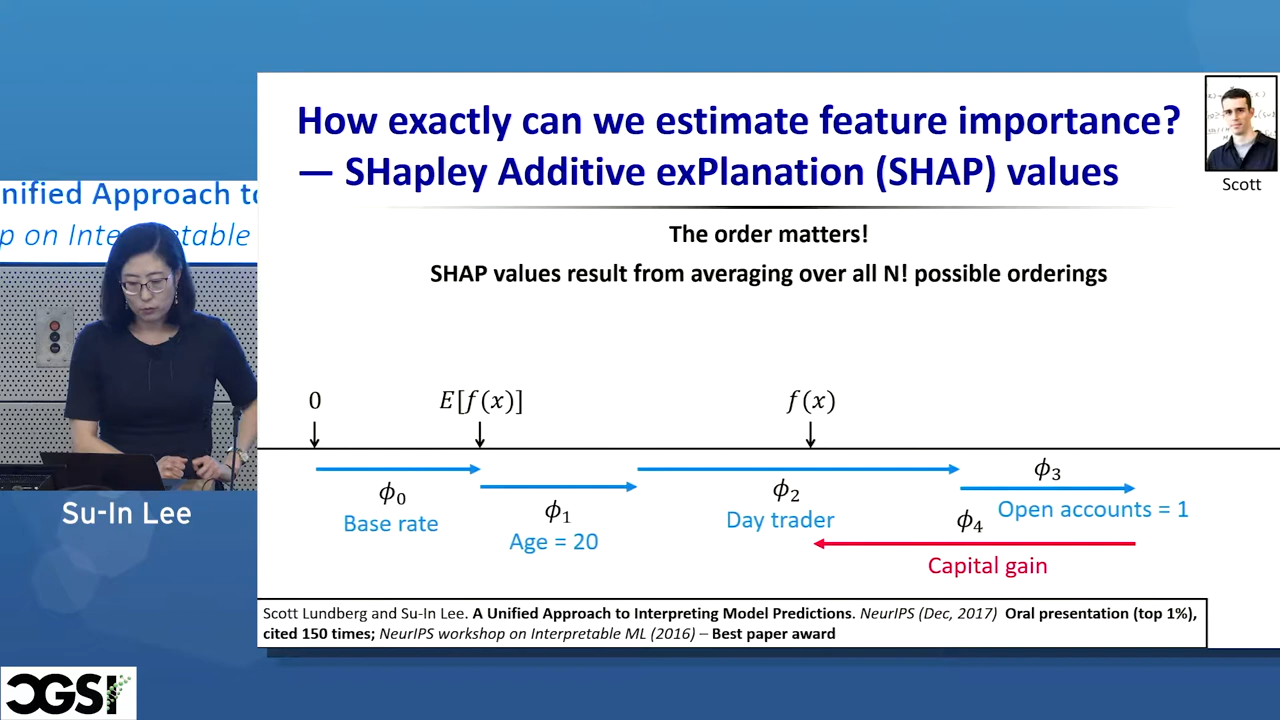 How exactly can we estimate feature importance?
— SHapley Additive exPlanation (SHAP) values
Scott
The order matters!
SHAP values result from averaging over all N! possible orderings
nified Approach to
p on Interpretable
0
E[f(x)]
f(x)
ϕ₀
Base rate
ϕ₁
Age = 20
ϕ₂
Day trader
ϕ₃
Open accounts = 1
ϕ₄
Capital gain
Su-In Lee
Scott Lundberg and Su-In Lee. A Unified Approach to Interpreting Model Predictions. NeurIPS (Dec, 2017) Oral presentation (top 1%),
cited 150 times; NeurIPS workshop on Interpretable ML (2016) – Best paper award
CGSI